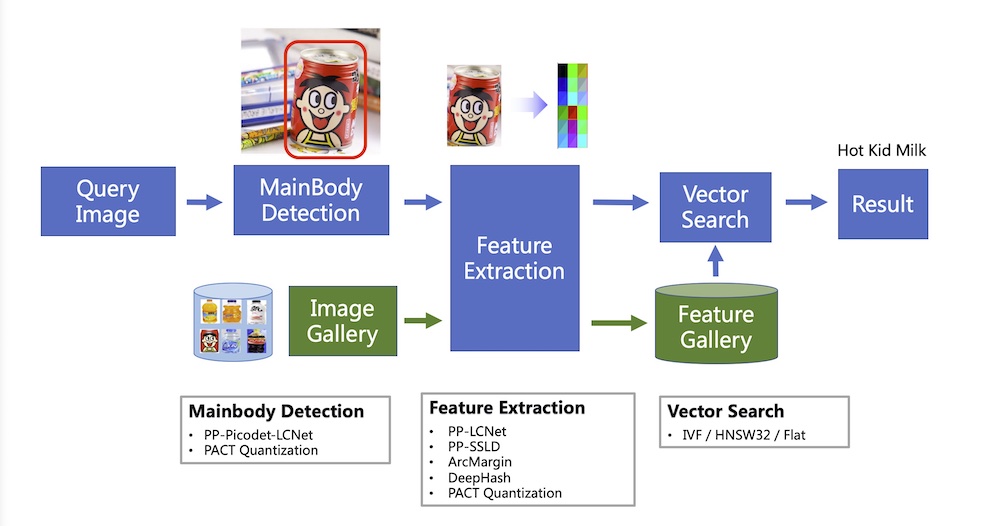 Hot Kid Milk
Query
Image
MainBody
Detection
Feature
Extraction
Vector
Search
Result
Image
Gallery
Feature
Gallery
Mainbody Detection
• PP-Picodet-LCNet
• PACT Quantization
Feature Extraction
• PP-LCNet
• PP-SSLD
• ArcMargin
• DeepHash
• PACT Quantization
Vector Search
• IVF / HNSW32 / Flat